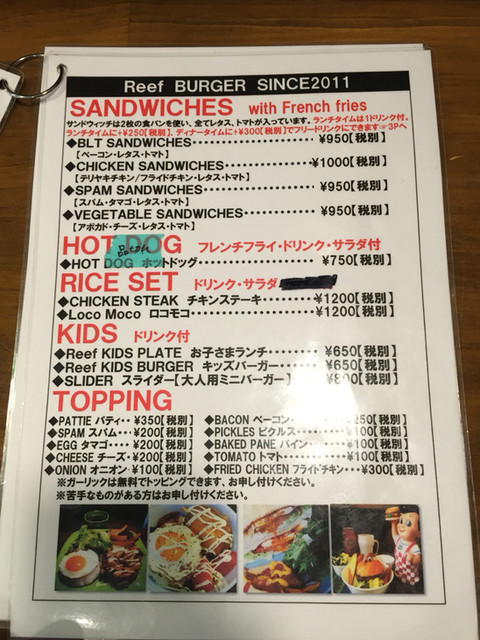 Reef BURGER SINCE2011
SANDWICHES with French fries
サンドウィッチは2枚の食パンを使い、全てレタス、トマトが入っています。ランチタイムは1ドリンク付。
ランチタイムに+¥250【税別】、ディナータイムに+¥300【税別】でフリードリンクにできます☞3Pへ
◆BLT SANDWICHES・・・・・・・・・・・・・・・・¥950【税別】
【ベーコン・レタス・トマト】
◆CHICKEN SANDWICHES・・・・・・・・・・・・¥1000【税別】
【テリヤキチキン/フライドチキン・レタス・トマト】
◆SPAM SANDWICHES・・・・・・・・・・・・・・・¥950【税別】
【スパム・タマゴ・レタス・トマト】
◆VEGETABLE SANDWICHES・・・・・・・・・・¥950【税別】
【アボカド・チーズ・レタス・トマト】
HOT DOG フレンチフライ・ドリンク・サラダ付
◆HOT DOG ホットドッグ・・・・・・・・・・・・・・¥750【税別】
RICE SET ドリンク・サラダ
◆CHICKEN STEAK チキンステーキ・・・・・・・¥1200【税別】
◆Loco Moco ロコモコ・・・・・・・・・・・・・・・¥1200【税別】
KIDS ドリンク付
◆Reef KIDS PLATE お子さまランチ・・・・・・・・¥650【税別】
◆Reef KIDS BURGER キッズバーガー・・・・・・¥650【税別】
◆SLIDER スライダー【大人用ミニバーガー】・・・¥800【税別】
TOPPING
◆PATTIE パティ・・¥350【税別】 ◆BACON ベーコン・・・・・・・¥250【税別】
◆SPAM スパム・・・¥200【税別】 ◆PICKLES ピクルス・・・・・・¥100【税別】
◆EGG タマゴ・・・・¥200【税別】 ◆BAKED PANE パイン・・・・¥100【税別】
◆CHEESE チーズ・¥200【税別】 ◆TOMATO トマト・・・・・・・¥100【税別】
◆ONION オニオン・¥100【税別】 ◆FRIED CHICKEN フライドチキン・・・¥300【税別】
※ガーリックは無料でトッピングできます、お申し付けください。
※苦手なものがある方はお申し付けください。